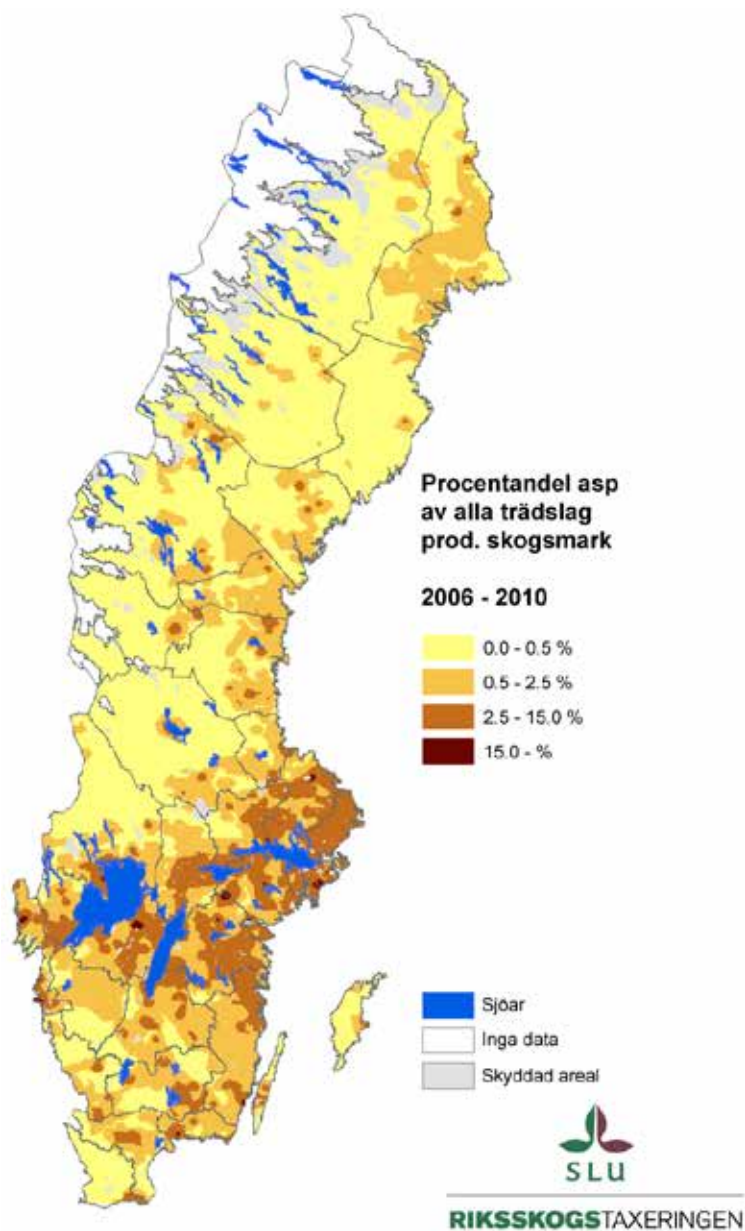 Procentandel asp
av alla trädslag
prod. skogsmark
2006 - 2010
0.0 - 0.5 %
0.5 - 2.5 %
2.5 - 15.0 %
15.0 - %
Sjöar
Inga data
Skyddad areal
SLU
RIKSSKOGSTAXERINGEN